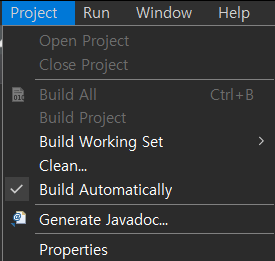 Project Run Window Help
Open Project
Close Project
Build All Ctrl+B
Build Project
Build Working Set
Clean...
Build Automatically
Generate Javadoc...
Properties